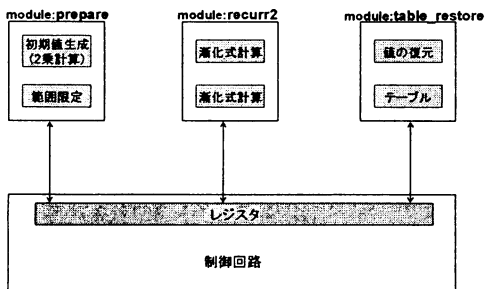 module:prepare
初期値生成
(2乗計算)
範囲限定
module:recurr2
漸化式計算
漸化式計算
module:table_restore
値の復元
テーブル
レジスタ
制御回路